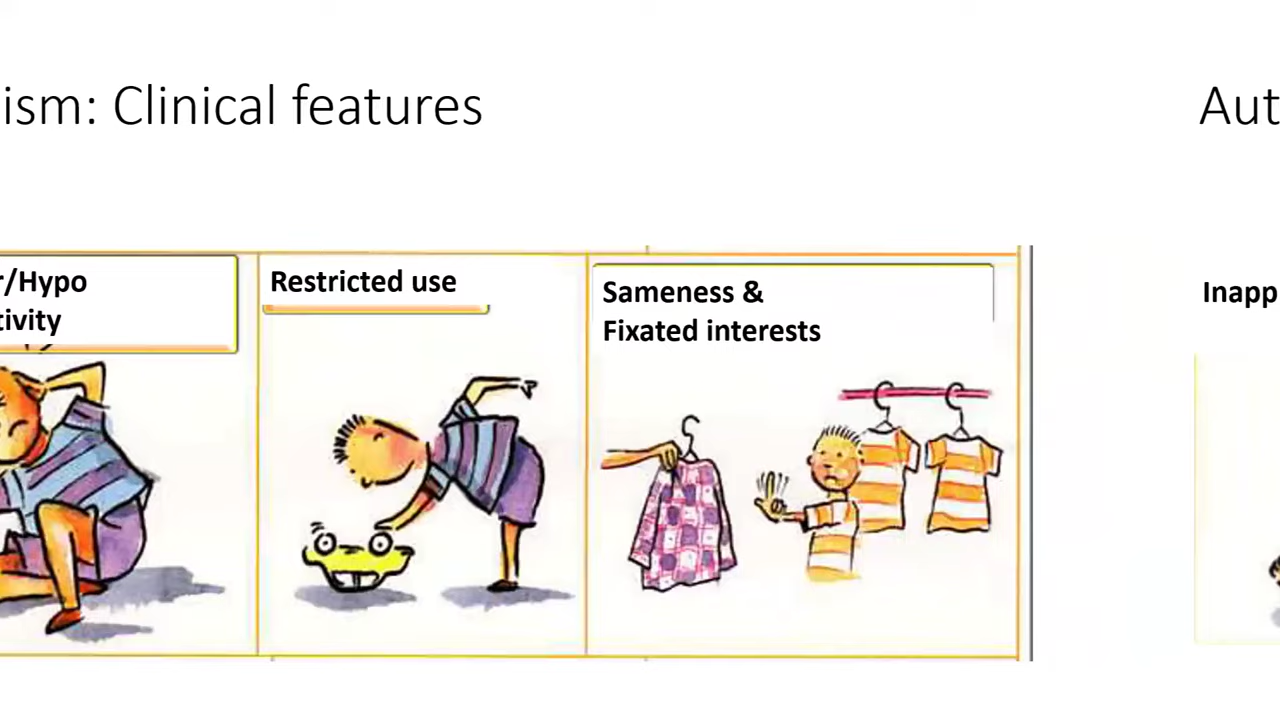 ism: Clinical features
Aut
r/Hypo
tivity
Restricted use
Sameness &
Fixated interests
Inapp